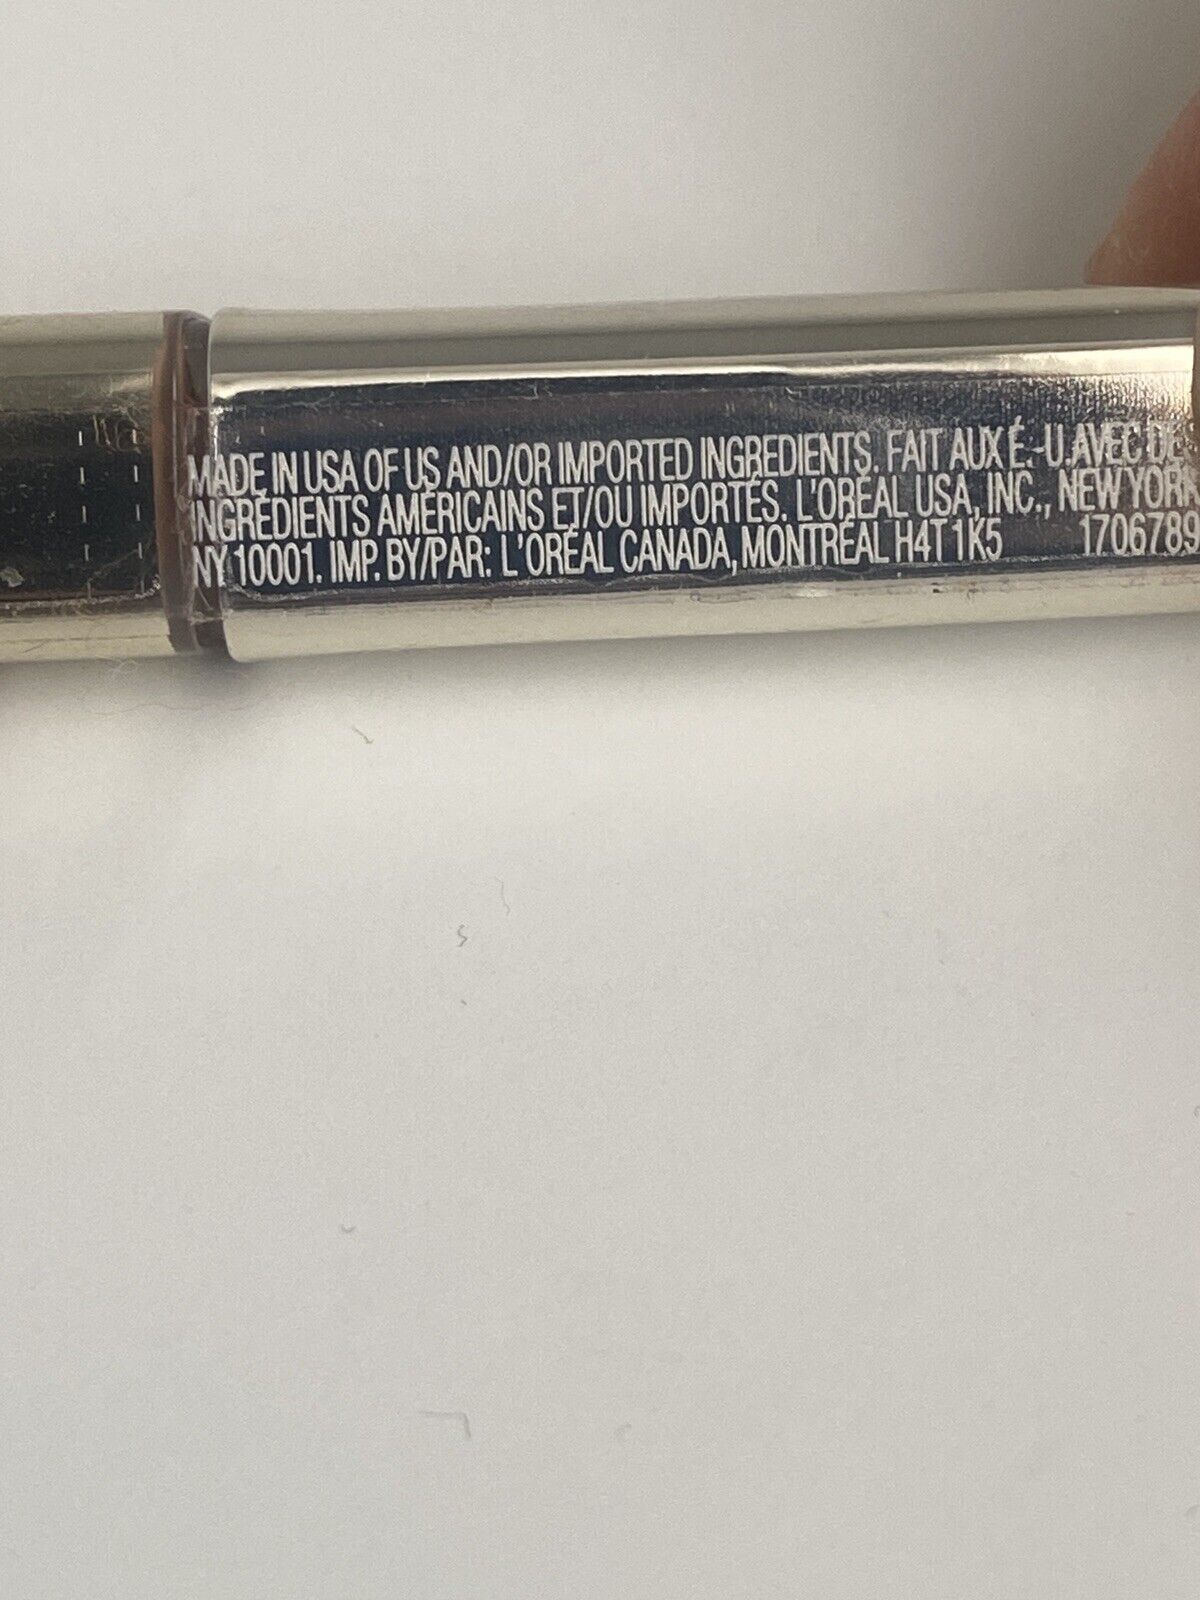 MADE IN USA OF US AND/OR IMPORTED INGREDIENTS. FAIT AUX É.-U.AVEC DE
INGRÉDIENTS AMÉRICAINS ET/OU IMPORTÉS. L'ORÉAL USA, INC., NEW YORK
NY 10001. IMP. BY/PAR: L'ORÉAL CANADA, MONTRÉAL H4T 1K5 1706789